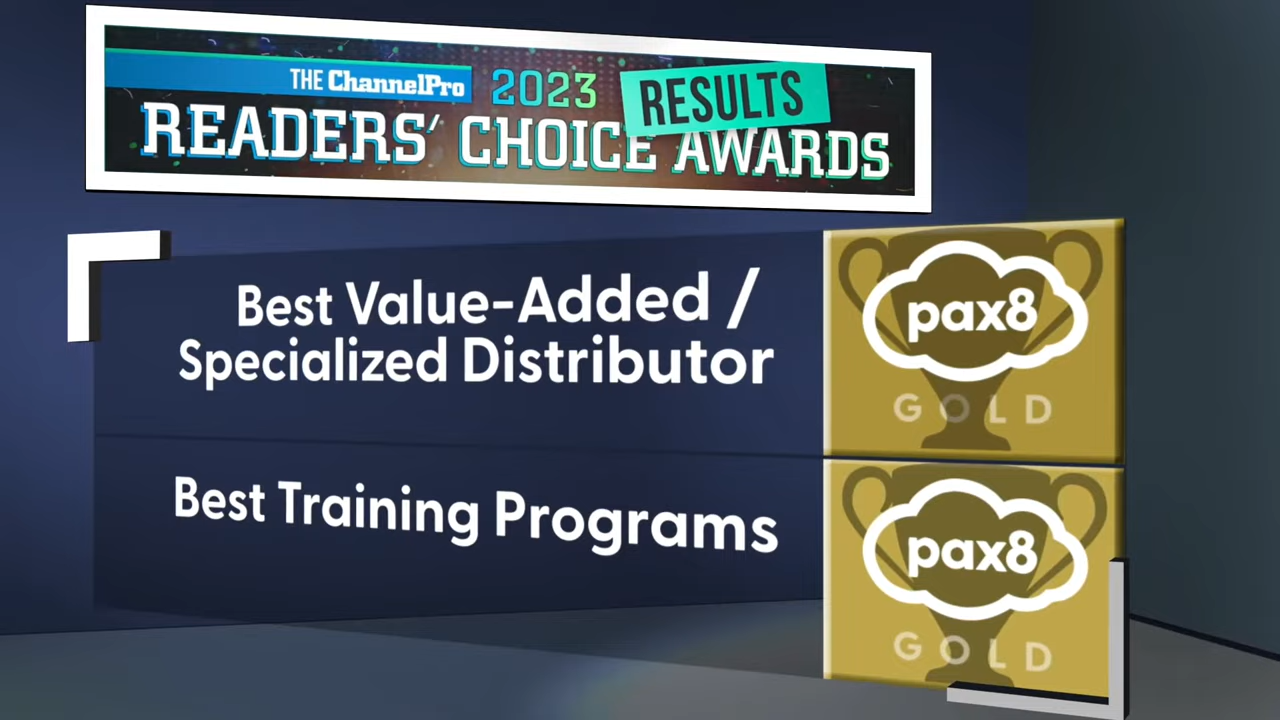 THE ChannelPro 2023 RESULTS
READERS' CHOICE AWARDS
Best Value-Added /
Specialized Distributor
pax8
GOLD
Best Training Programs
pax8
GOLD